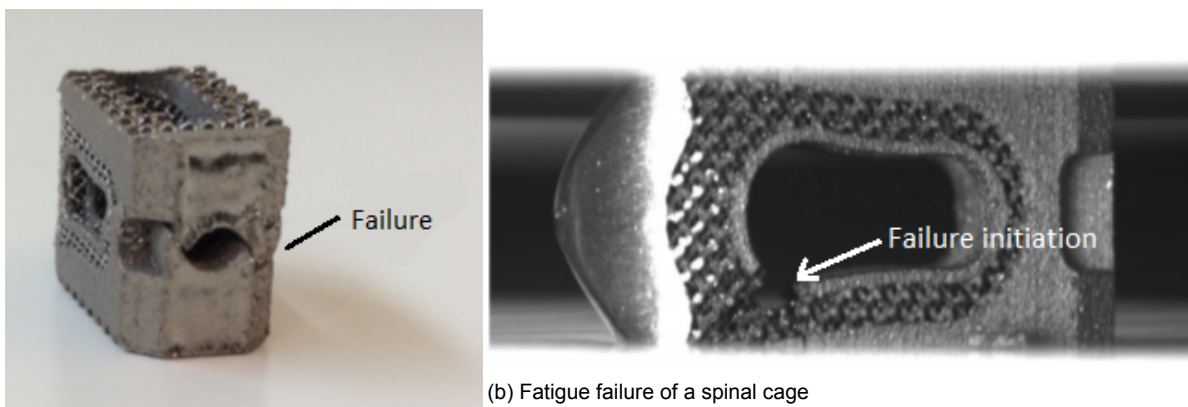 Failure
Failure initiation
(b) Fatigue failure of a spinal cage